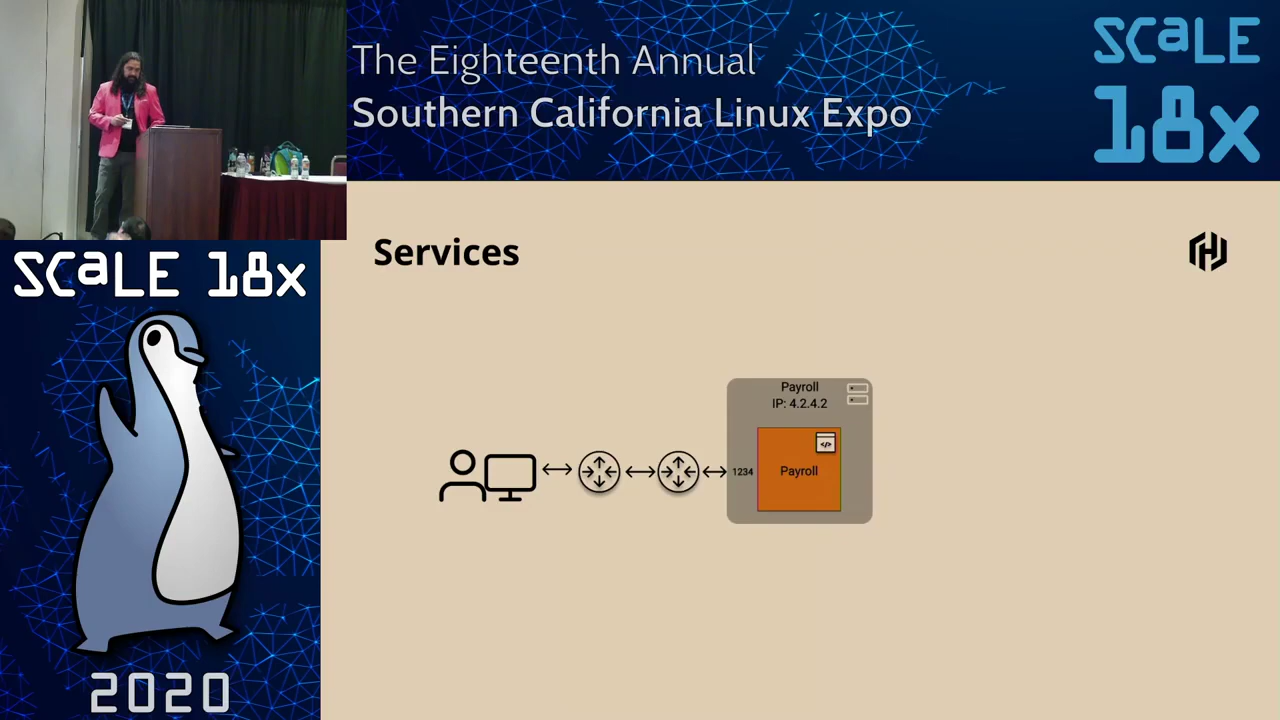 The Eighteenth Annual
Southern California Linux Expo
SCaLE
18x
SCaLE 18x
2020
Services
Payroll
IP: 4.2.4.2
1234
</>
Payroll